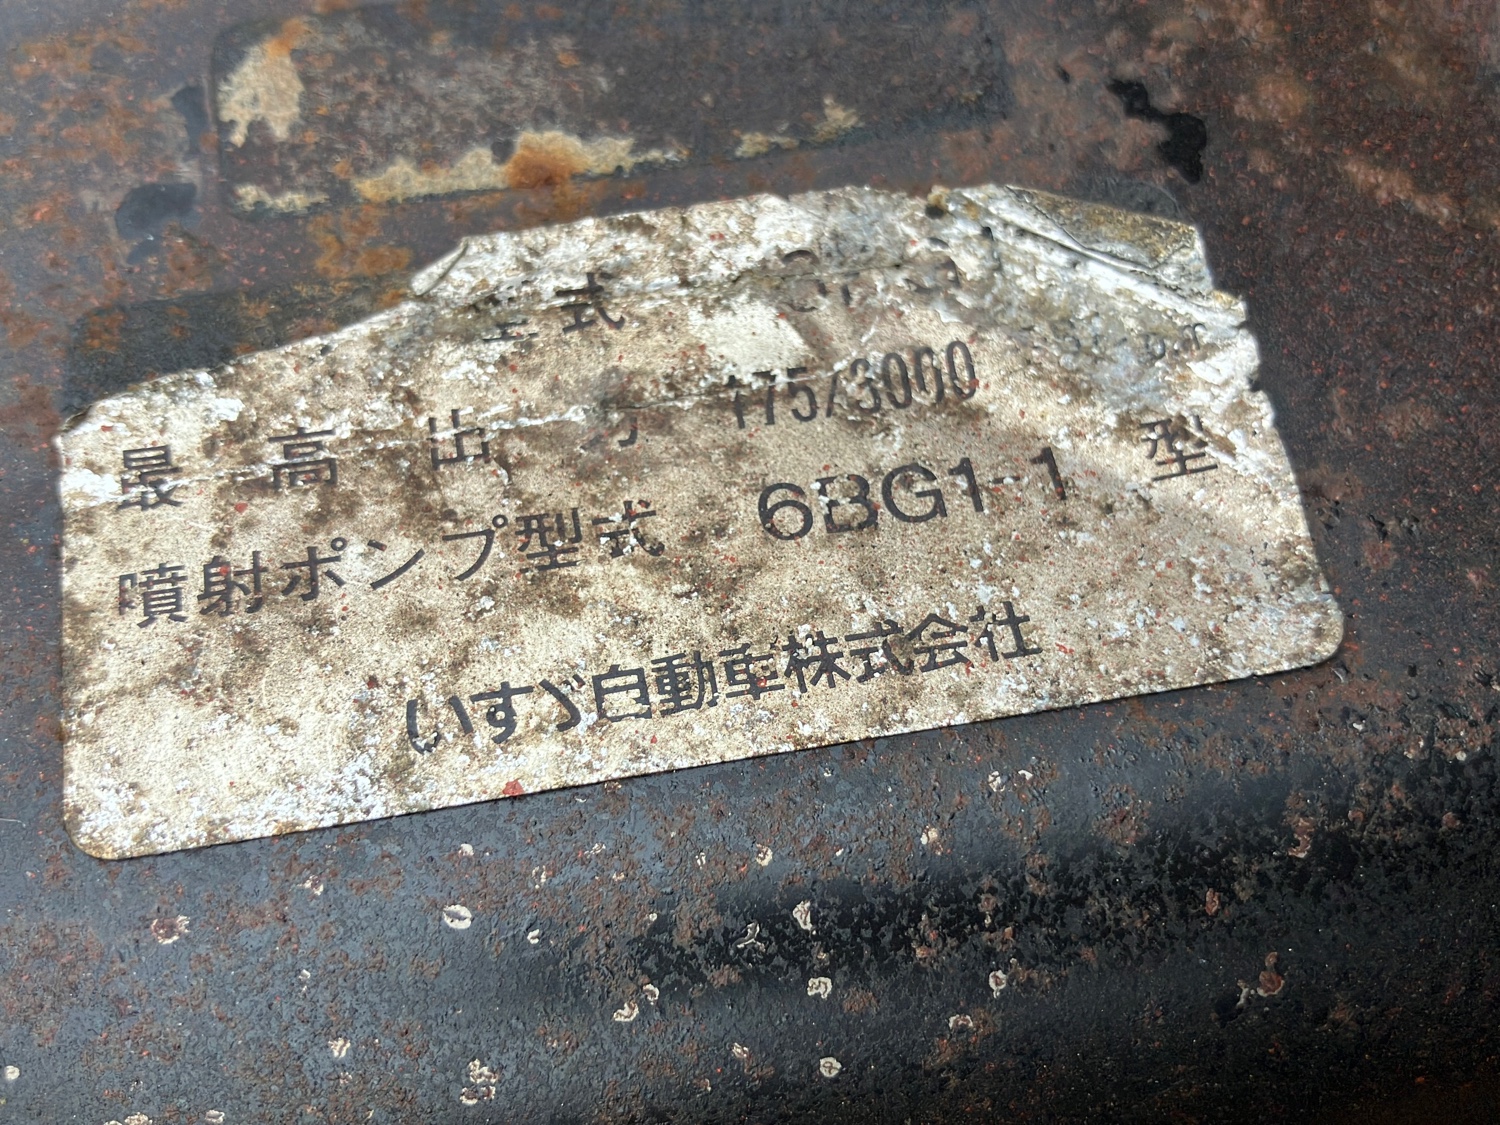 型式
最高出力 175/3000
噴射ポンプ型式 6BG1-1 型
いすゞ自動車株式会社